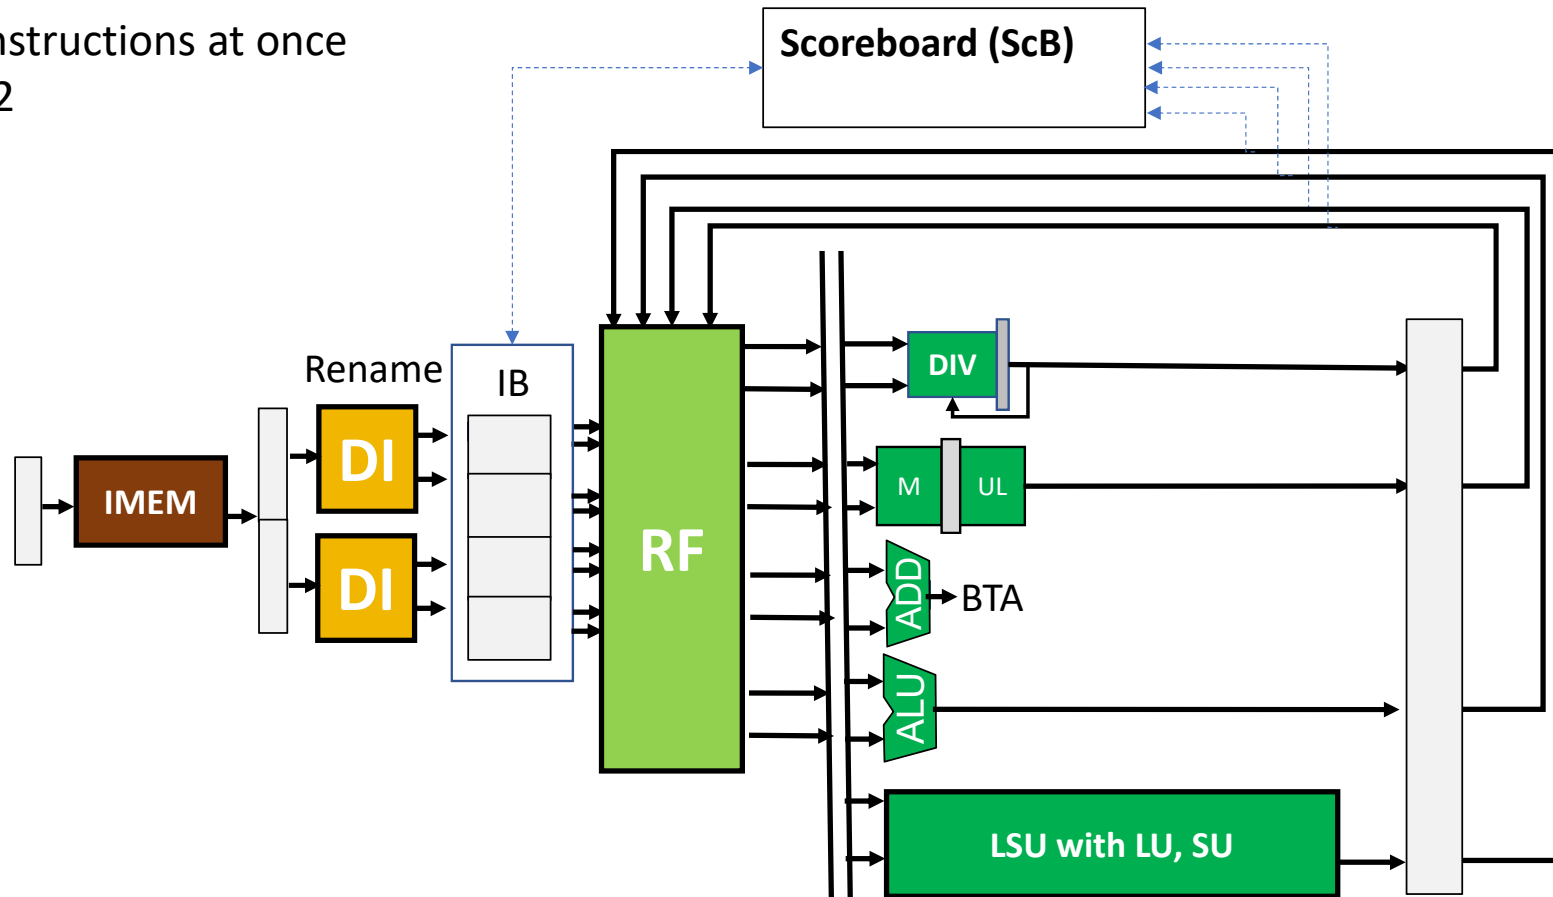 nstructions at once
2
Scoreboard (ScB)
Rename
IB
DI
DI
IMEM
RF
DIV
M
UL
ADD
BTA
ALU
LSU with LU, SU